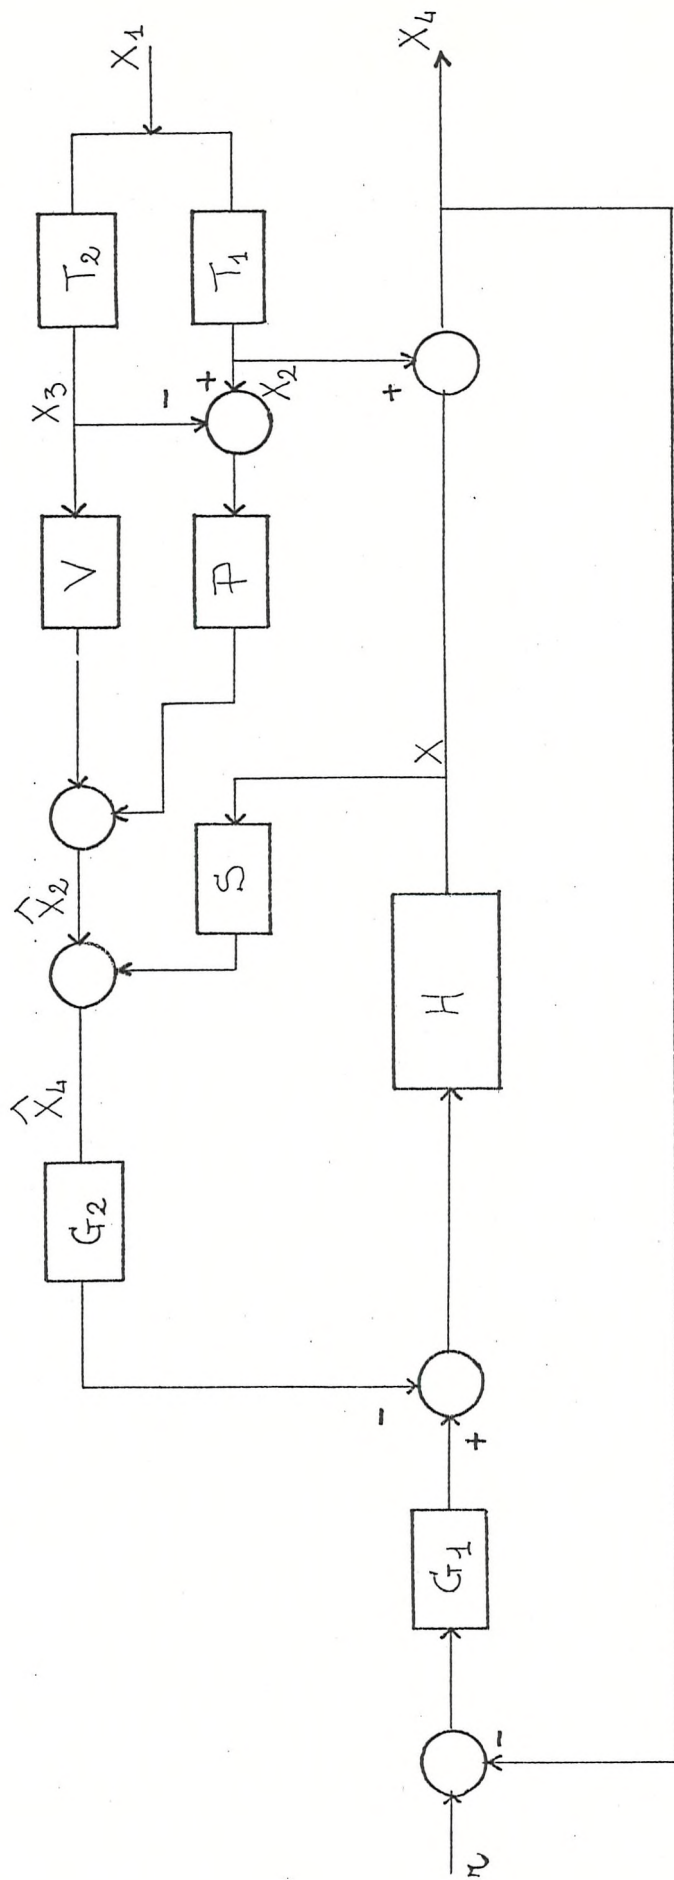 X1
X4
T2
T1
X3
-
+
X2
+
V
P
X
X̂2
S
X̂4
H
G2
-
+
G1
-
r